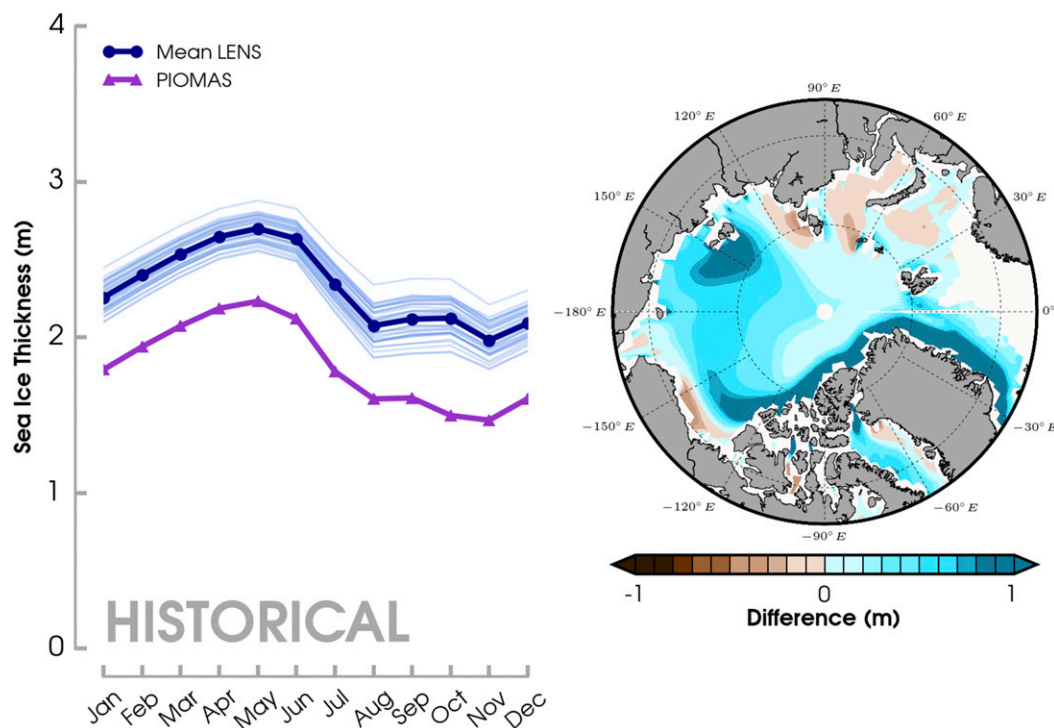 4
3
2
1
0
Sea Ice Thickness (m)
Mean LENS
PIOMAS
HISTORICAL
Jan
Feb
Mar
Apr
May
Jun
Jul
Aug
Sep
Oct
Nov
Dec
90° E
120° E
60° E
150° E
30° E
−180° E
0°
−150° E
−30° E
−120° E
−60° E
−90° E
-1
0
1
Difference (m)